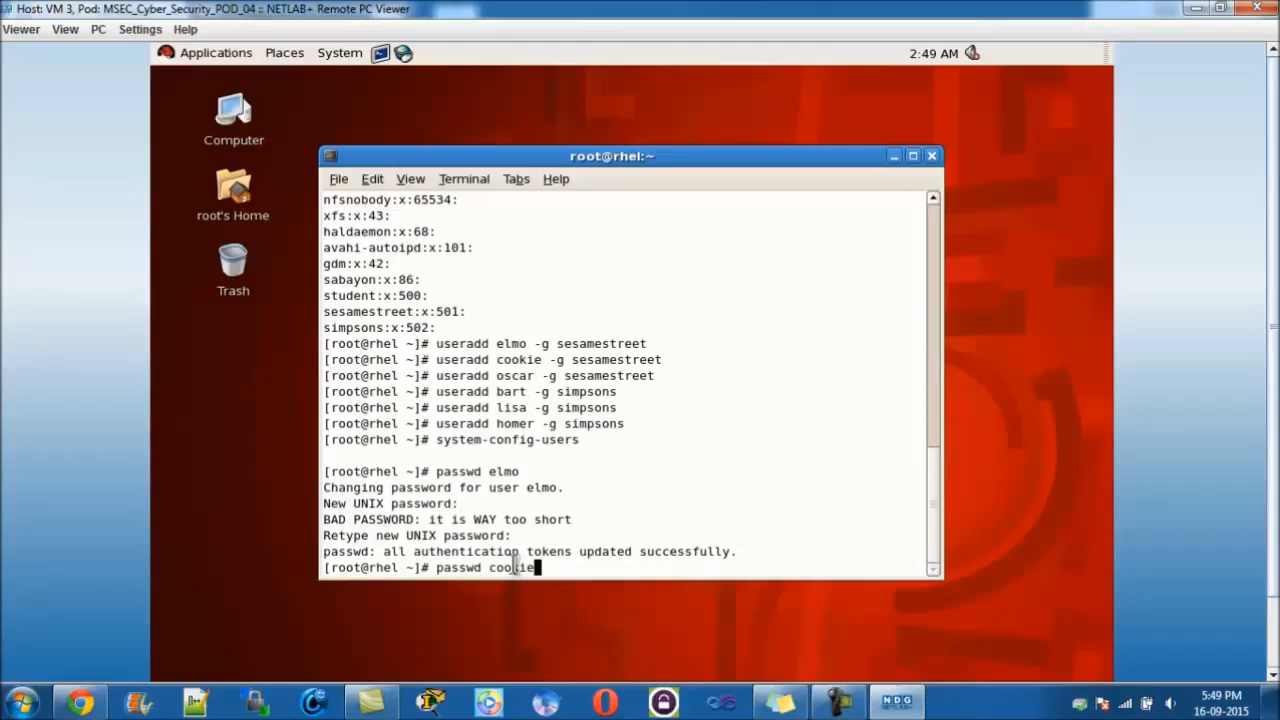 Host: VM 3, Pod: MSEC_Cyber_Security_POD_04 :: NETLAB+ Remote PC Viewer
Viewer View PC Settings Help
Applications Places System 2:49 AM
Computer
root's Home
Trash
root@rhel:~
File Edit View Terminal Tabs Help
nfsnobody:x:65534:
xfs:x:43:
haldaemon:x:68:
avahi-autoipd:x:101:
gdm:x:42:
sabayon:x:86:
student:x:500:
sesamestreet:x:501:
simpsons:x:502:
[root@rhel ~]# useradd elmo -g sesamestreet
[root@rhel ~]# useradd cookie -g sesamestreet
[root@rhel ~]# useradd oscar -g sesamestreet
[root@rhel ~]# useradd bart -g simpsons
[root@rhel ~]# useradd lisa -g simpsons
[root@rhel ~]# useradd homer -g simpsons
[root@rhel ~]# system-config-users
[root@rhel ~]# passwd elmo
Changing password for user elmo.
New UNIX password:
BAD PASSWORD: it is WAY too short
Retype new UNIX password:
passwd: all authentication tokens updated successfully.
[root@rhel ~]# passwd cookie
NDG
NETLAB+
5:49 PM
16-09-2015